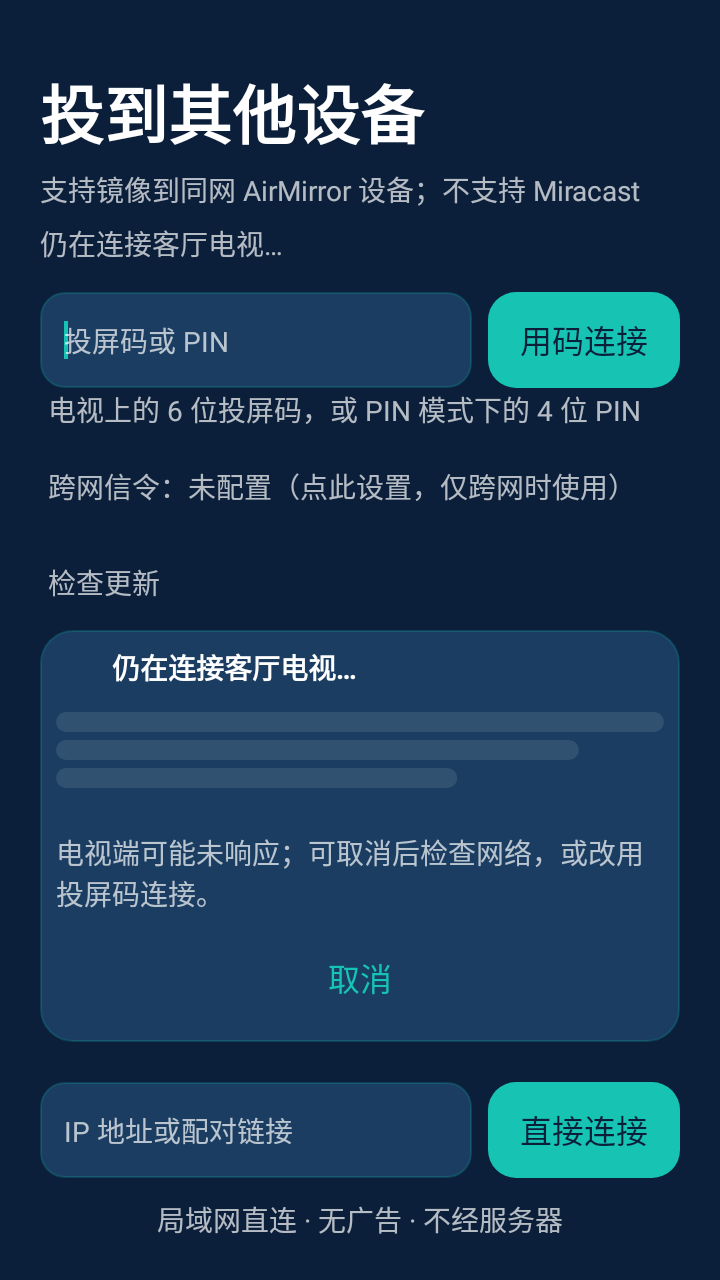 投到其他设备
支持镜像到同网 AirMirror 设备；不支持 Miracast
仍在连接客厅电视…
投屏码或 PIN
用码连接
电视上的 6 位投屏码，或 PIN 模式下的 4 位 PIN
跨网信令：未配置（点此设置，仅跨网时使用）
检查更新
仍在连接客厅电视…
电视端可能未响应；可取消后检查网络，或改用
投屏码连接。
取消
IP 地址或配对链接
直接连接
局域网直连 · 无广告 · 不经服务器